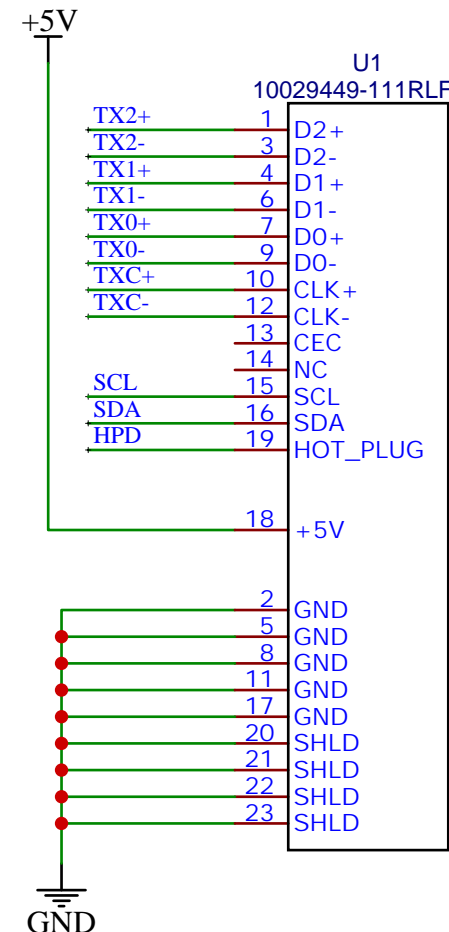 +5V
U1
10029449-111RLF
TX2+ 1 D2+
TX2- 3 D2-
TX1+ 4 D1+
TX1- 6 D1-
TX0+ 7 D0+
TX0- 9 D0-
TXC+ 10 CLK+
TXC- 12 CLK-
13 CEC
14 NC
SCL 15 SCL
SDA 16 SDA
HPD 19 HOT_PLUG
18 +5V
2 GND
5 GND
8 GND
11 GND
17 GND
20 SHLD
21 SHLD
22 SHLD
23 SHLD
GND